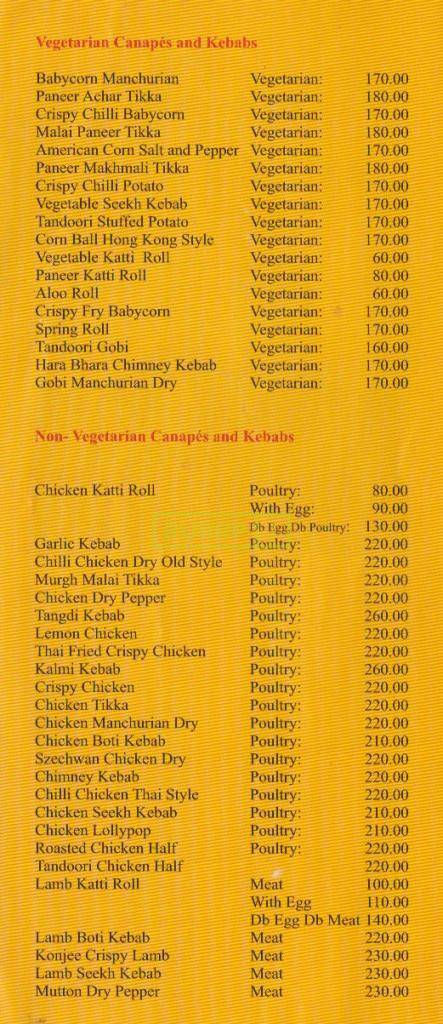 Vegetarian Canapés and Kebabs
Babycorn Manchurian Vegetarian: 170.00
Paneer Achar Tikka Vegetarian: 180.00
Crispy Chilli Babycorn Vegetarian: 170.00
Malai Paneer Tikka Vegetarian: 180.00
American Corn Salt and Pepper Vegetarian: 170.00
Paneer Makhmali Tikka Vegetarian: 180.00
Crispy Chilli Potato Vegetarian: 170.00
Vegetable Seekh Kebab Vegetarian: 170.00
Tandoori Stuffed Potato Vegetarian: 170.00
Corn Ball Hong Kong Style Vegetarian: 170.00
Vegetable Katti Roll Vegetarian: 60.00
Paneer Katti Roll Vegetarian: 80.00
Aloo Roll Vegetarian: 60.00
Crispy Fry Babycorn Vegetarian: 170.00
Spring Roll Vegetarian: 170.00
Tandoori Gobi Vegetarian: 160.00
Hara Bhara Chimney Kebab Vegetarian: 170.00
Gobi Manchurian Dry Vegetarian: 170.00
Non- Vegetarian Canapés and Kebabs
Chicken Katti Roll Poultry: 80.00
With Egg: 90.00
Db Egg,Db Poultry: 130.00
Garlic Kebab Poultry: 220.00
Chilli Chicken Dry Old Style Poultry: 220.00
Murgh Malai Tikka Poultry: 220.00
Chicken Dry Pepper Poultry: 220.00
Tangdi Kebab Poultry: 260.00
Lemon Chicken Poultry: 220.00
Thai Fried Crispy Chicken Poultry: 220.00
Kalmi Kebab Poultry: 260.00
Crispy Chicken Poultry: 220.00
Chicken Tikka Poultry: 220.00
Chicken Manchurian Dry Poultry: 220.00
Chicken Boti Kebab Poultry: 210.00
Szechwan Chicken Dry Poultry: 220.00
Chimney Kebab Poultry: 220.00
Chilli Chicken Thai Style Poultry: 220.00
Chicken Seekh Kebab Poultry: 210.00
Chicken Lollypop Poultry: 210.00
Roasted Chicken Half Poultry: 220.00
Tandoori Chicken Half 220.00
Lamb Katti Roll Meat 100.00
With Egg 110.00
Db Egg Db Meat 140.00
Lamb Boti Kebab Meat 220.00
Konjee Crispy Lamb Meat 230.00
Lamb Seekh Kebab Meat 230.00
Mutton Dry Pepper Meat 230.00